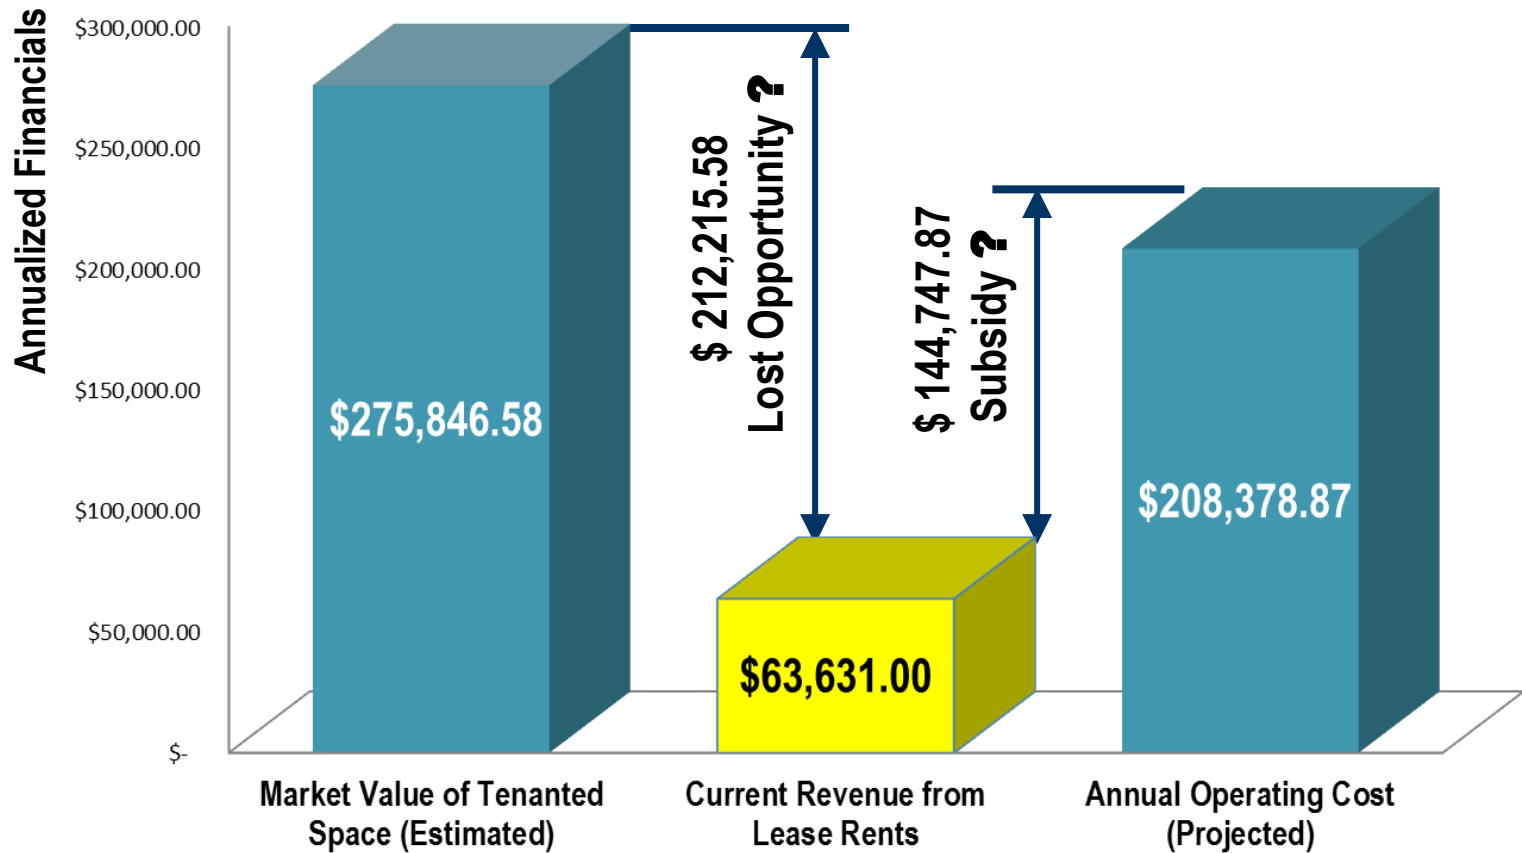 Annualized Financials
$300,000.00
$250,000.00
$200,000.00
$150,000.00
$100,000.00
$50,000.00
$-
$275,846.58
$ 212,215.58
Lost Opportunity ?
$63,631.00
$ 144,747.87
Subsidy ?
$208,378.87
Market Value of Tenanted
Space (Estimated)
Current Revenue from
Lease Rents
Annual Operating Cost
(Projected)